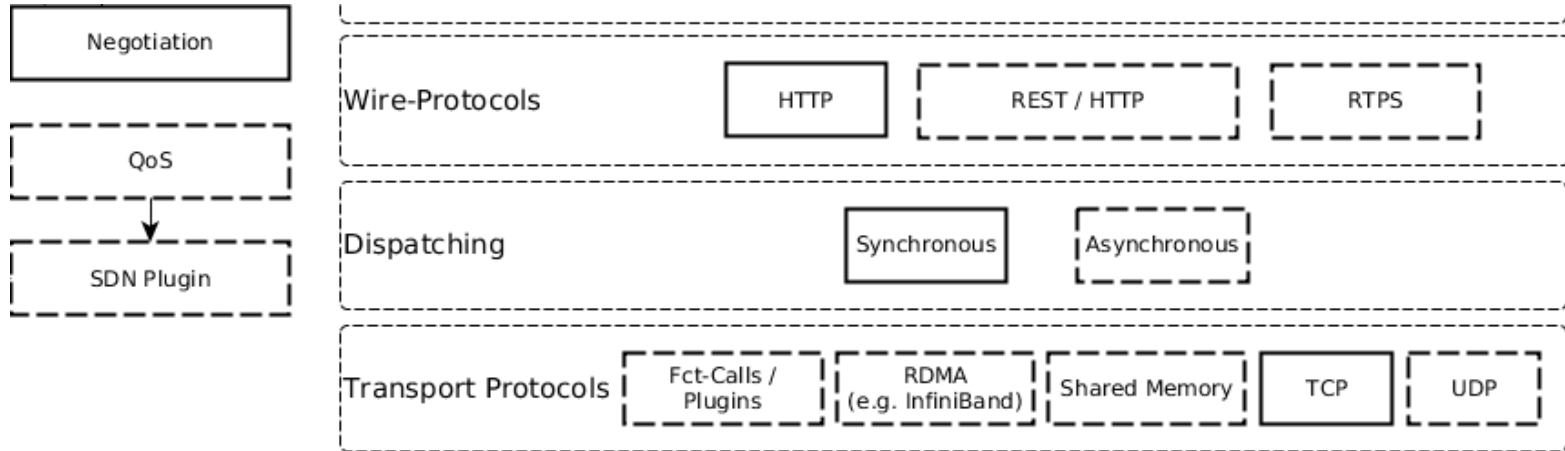 Negotiation
QoS
SDN Plugin
Wire-Protocols
HTTP
REST / HTTP
RTPS
Dispatching
Synchronous
Asynchronous
Transport Protocols
Fct-Calls /
Plugins
RDMA
(e.g. InfiniBand)
Shared Memory
TCP
UDP